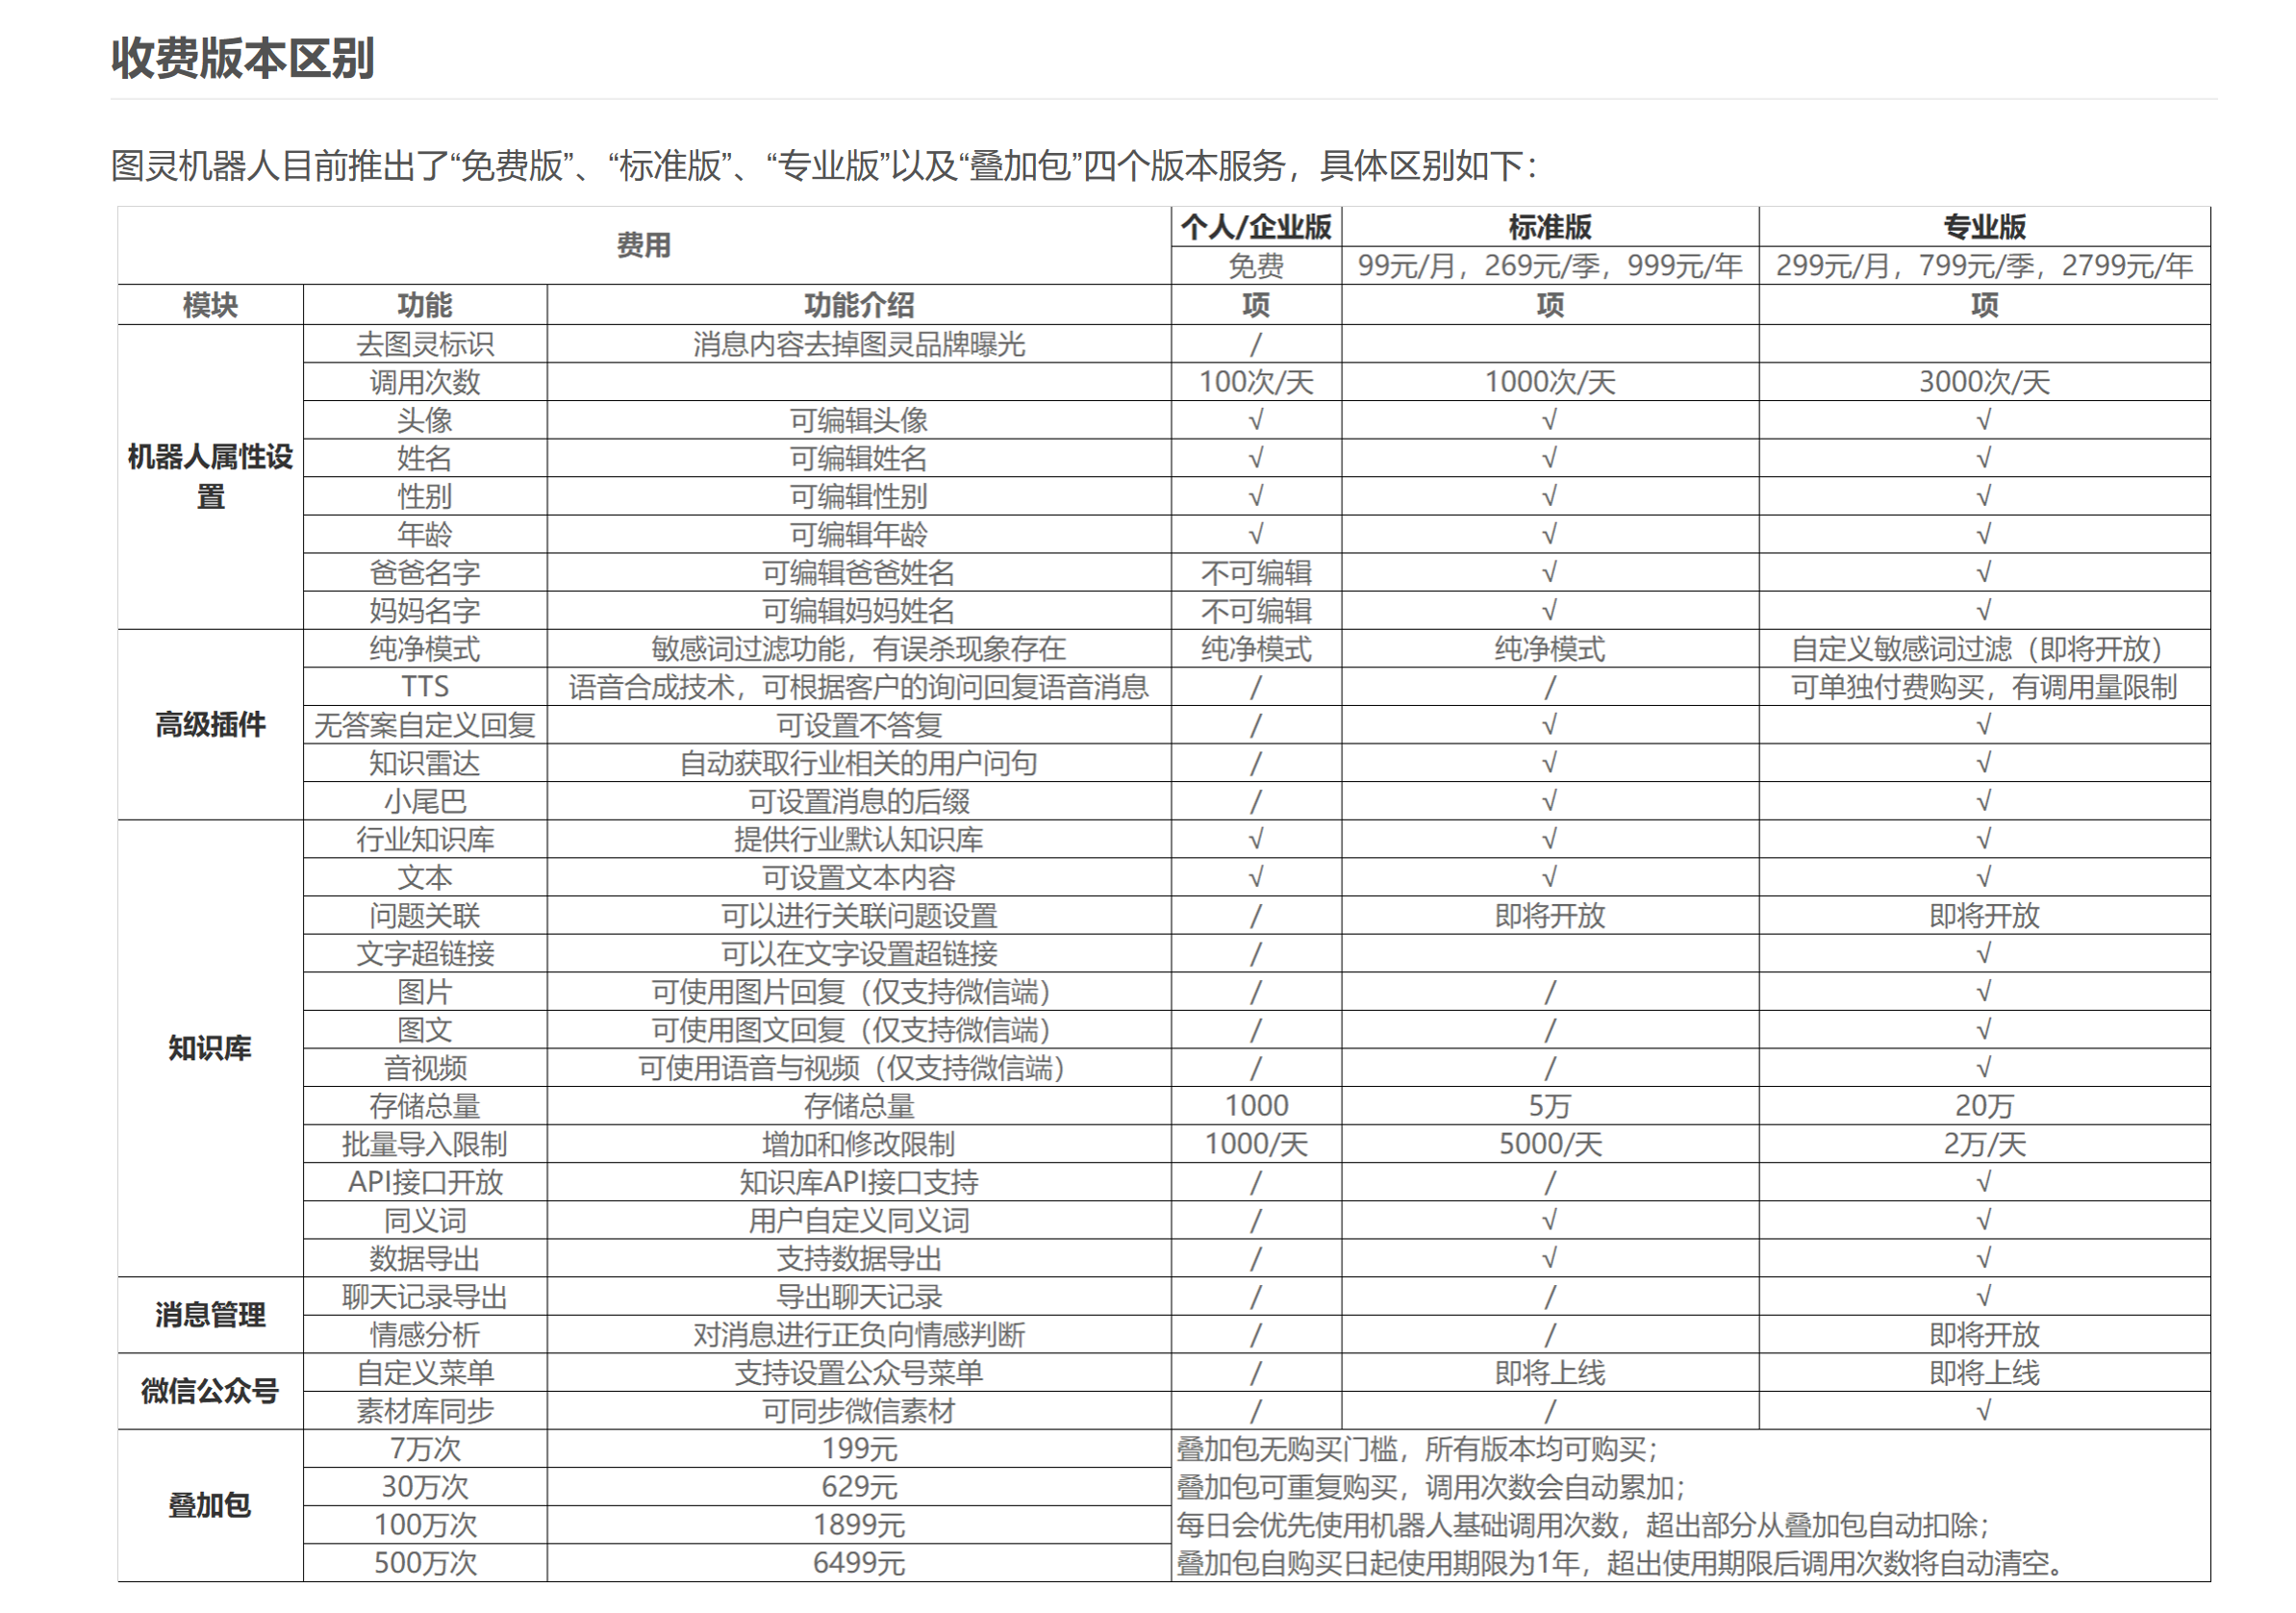 收费版本区别
图灵机器人目前推出了“免费版”、“标准版”、“专业版”以及“叠加包”四个版本服务，具体区别如下：
费用 个人/企业版 标准版 专业版
免费 99元/月，269元/季，999元/年 299元/月，799元/季，2799元/年
模块 功能 功能介绍 项 项 项
机器人属性设置
去图灵标识 消息内容去掉图灵品牌曝光 /
调用次数 100次/天 1000次/天 3000次/天
头像 可编辑头像 √ √ √
姓名 可编辑姓名 √ √ √
性别 可编辑性别 √ √ √
年龄 可编辑年龄 √ √ √
爸爸名字 可编辑爸爸姓名 不可编辑 √ √
妈妈名字 可编辑妈妈姓名 不可编辑 √ √
高级插件
纯净模式 敏感词过滤功能，有误杀现象存在 纯净模式 纯净模式 自定义敏感词过滤（即将开放）
TTS 语音合成技术，可根据客户的询问回复语音消息 / / 可单独付费购买，有调用量限制
无答案自定义回复 可设置不答复 / √ √
知识雷达 自动获取行业相关的用户问句 / √ √
小尾巴 可设置消息的后缀 / √ √
知识库
行业知识库 提供行业默认知识库 √ √ √
文本 可设置文本内容 √ √ √
问题关联 可以进行关联问题设置 / 即将开放 即将开放
文字超链接 可以在文字设置超链接 / √
图片 可使用图片回复（仅支持微信端） / / √
图文 可使用图文回复（仅支持微信端） / / √
音视频 可使用语音与视频（仅支持微信端） / / √
存储总量 存储总量 1000 5万 20万
批量导入限制 增加和修改限制 1000/天 5000/天 2万/天
API接口开放 知识库API接口支持 / / √
同义词 用户自定义同义词 / √ √
数据导出 支持数据导出 / √ √
消息管理
聊天记录导出 导出聊天记录 / / √
情感分析 对消息进行正负向情感判断 / / 即将开放
微信公众号
自定义菜单 支持设置公众号菜单 / 即将上线 即将上线
素材库同步 可同步微信素材 / / √
叠加包
7万次 199元 叠加包无购买门槛，所有版本均可购买；
30万次 629元 叠加包可重复购买，调用次数会自动累加；
100万次 1899元 每日会优先使用机器人基础调用次数，超出部分从叠加包自动扣除；
500万次 6499元 叠加包自购买日起使用期限为1年，超出使用期限后调用次数将自动清空。